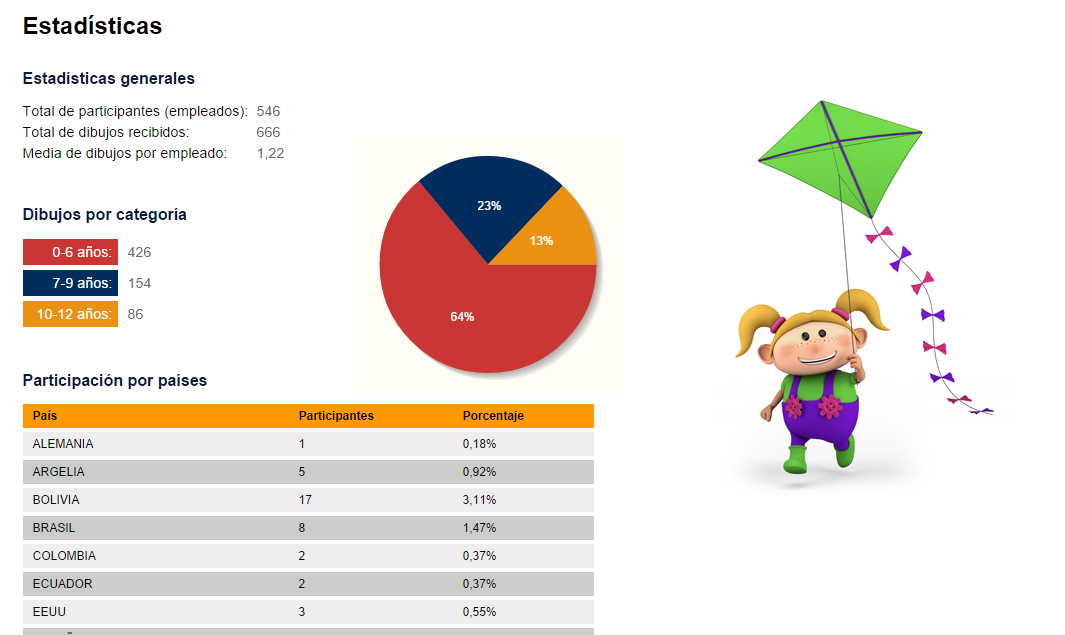 Estadísticas
Estadísticas generales
Total de participantes (empleados): 546
Total de dibujos recibidos: 666
Media de dibujos por empleado: 1,22
Dibujos por categoría
0-6 años: 426
7-9 años: 154
10-12 años: 86
23%
13%
64%
Participación por países
País Participantes Porcentaje
ALEMANIA 1 0,18%
ARGELIA 5 0,92%
BOLIVIA 17 3,11%
BRASIL 8 1,47%
COLOMBIA 2 0,37%
ECUADOR 2 0,37%
EEUU 3 0,55%